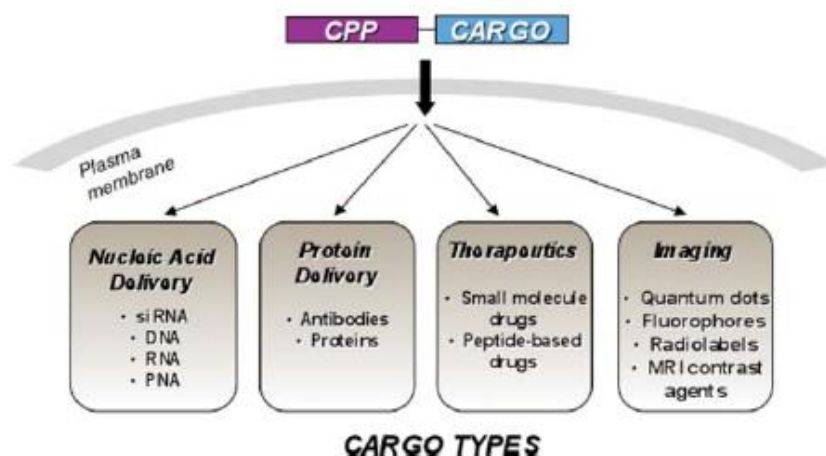 CPP CARGO
Plasma
membrane
Nucleic Acid
Delivery
• siRNA
• DNA
• RNA
• PNA
Protein
Delivery
• Antibodies
• Proteins
Therapeutics
• Small molecule
drugs
• Peptide-based
drugs
Imaging
• Quantum dots
• Fluorophores
• Radiolabels
• MRI contrast
agents
CARGO TYPES